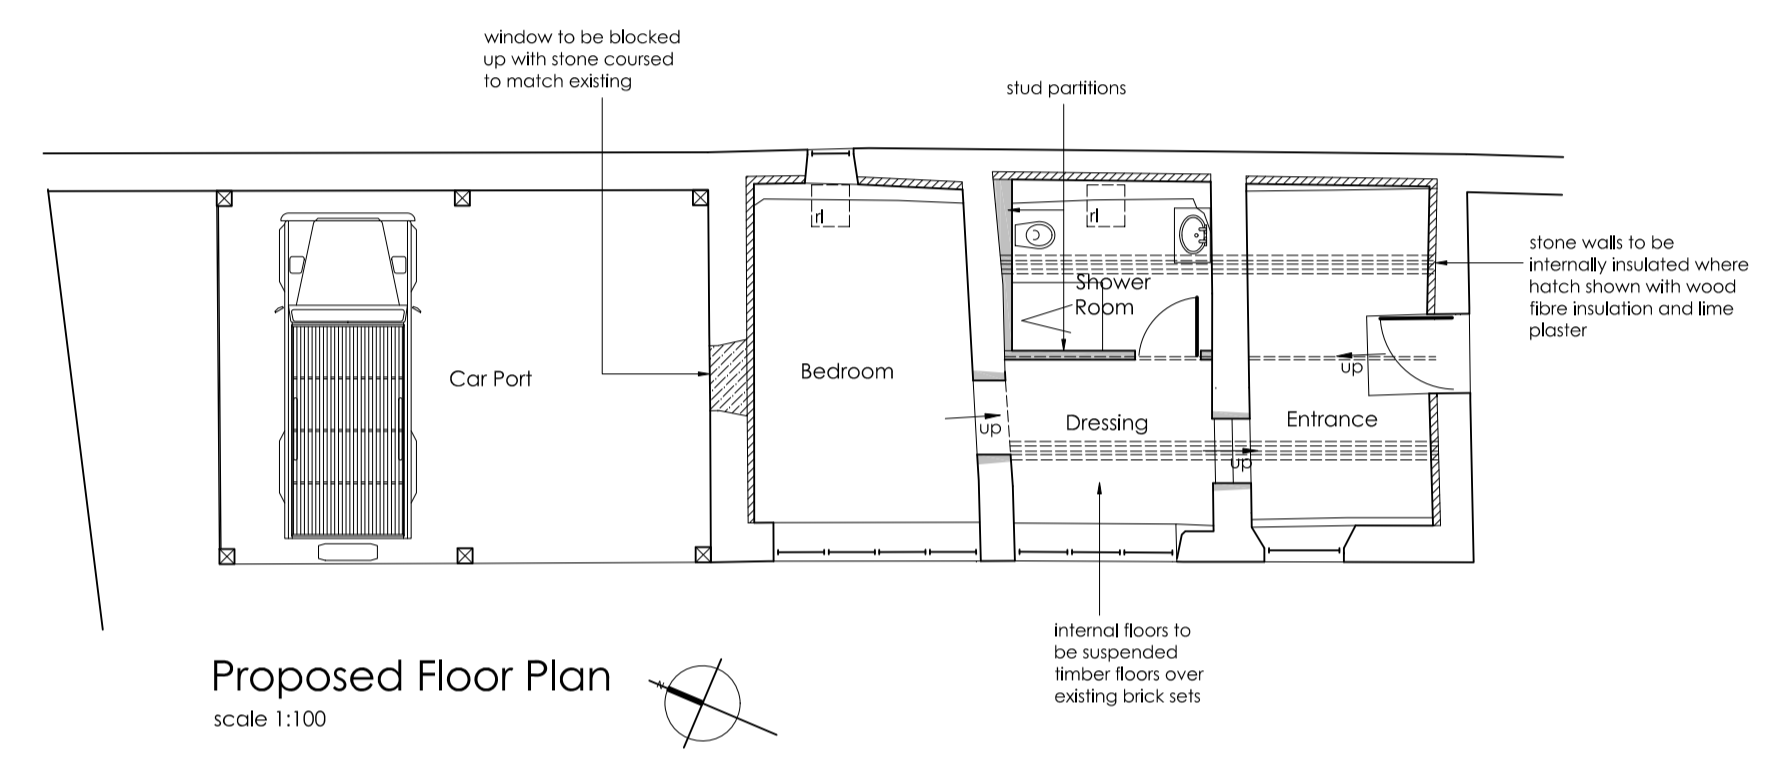 window to be blocked
up with stone coursed
to match existing
stud partitions
stone walls to be
internally insulated where
hatch shown with wood
fibre insulation and lime
plaster
rl
rl
Shower
Room
Car Port
Bedroom
up
Dressing
up
Entrance
up
internal floors to
be suspended
timber floors over
existing brick sets
Proposed Floor Plan
scale 1:100
N